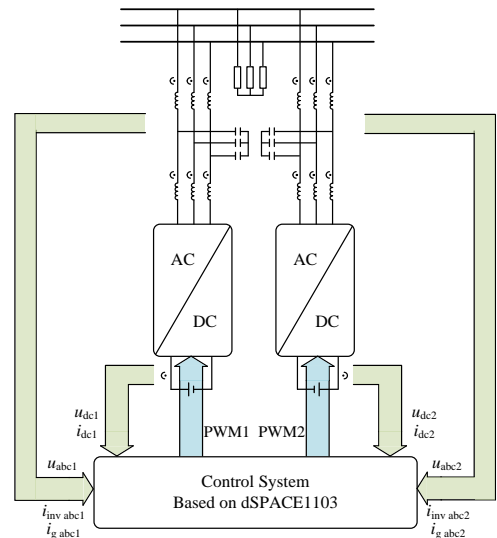 AC
DC
AC
DC
u_dc1
i_dc1
PWM1
PWM2
u_dc2
i_dc2
u_abc1
i_inv abc1
i_g abc1
Control System
Based on dSPACE1103
u_abc2
i_inv abc2
i_g abc2